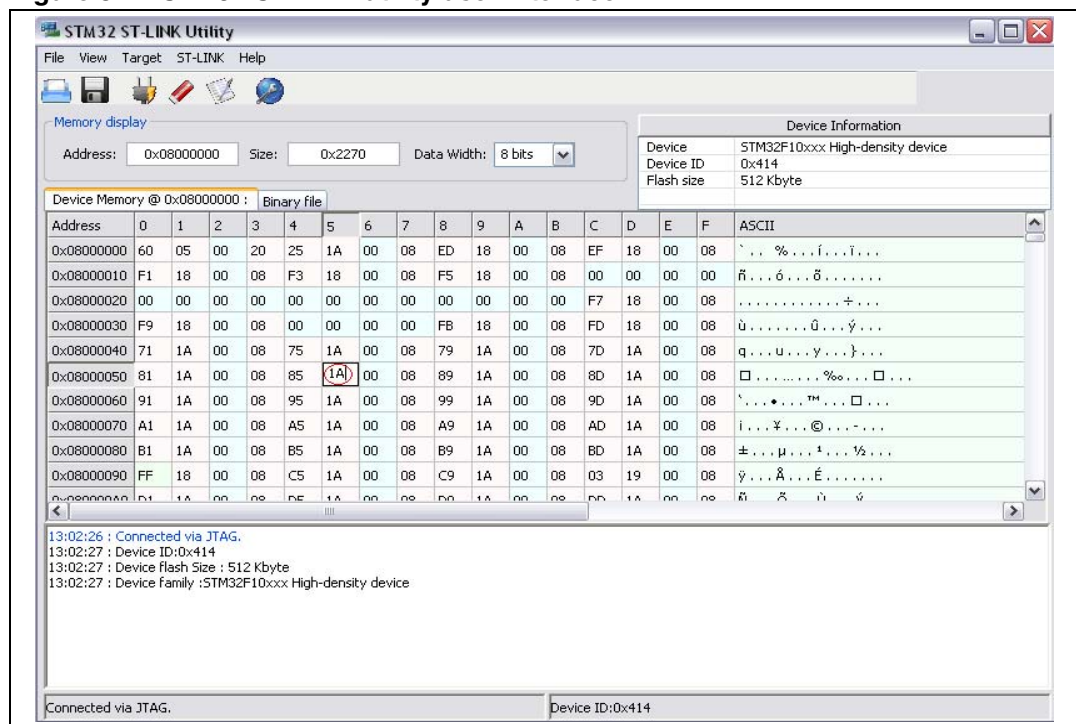 STM32 ST-LINK Utility
File View Target ST-LINK Help
Memory display
Address: 0x08000000 Size: 0x2270 Data Width: 8 bits
Device Information
Device STM32F10xxx High-density device
Device ID 0x414
Flash size 512 Kbyte
Device Memory @ 0x08000000 : Binary file
Address 0 1 2 3 4 5 6 7 8 9 A B C D E F ASCII
0x08000000 60 05 00 20 25 1A 00 08 ED 18 00 08 EF 18 00 08 ` . . % . . . í . . . ï . . .
0x08000010 F1 18 00 08 F3 18 00 08 F5 18 00 08 00 00 00 00 ñ . . . ó . . . õ . . . . . . .
0x08000020 00 00 00 00 00 00 00 00 00 00 00 08 F7 18 00 08 . . . . . . . . . . . . ÷ . . .
0x08000030 F9 18 00 08 00 00 00 00 FB 18 00 08 FD 18 00 08 ù . . . . . . . û . . . ý . . .
0x08000040 71 1A 00 08 75 1A 00 08 79 1A 00 08 7D 1A 00 08 q . . . u . . . y . . . } . . .
0x08000050 81 1A 00 08 85 1A 00 08 89 1A 00 08 8D 1A 00 08 □ . . . … . . . ‰ . . . □ . . .
0x08000060 91 1A 00 08 95 1A 00 08 99 1A 00 08 9D 1A 00 08 ‘ . . . • . . . ™ . . . □ . . .
0x08000070 A1 1A 00 08 A5 1A 00 08 A9 1A 00 08 AD 1A 00 08 ¡ . . . ¥ . . . © . . . - . . .
0x08000080 B1 1A 00 08 B5 1A 00 08 B9 1A 00 08 BD 1A 00 08 ± . . . µ . . . ¹ . . . ½ . . .
0x08000090 FF 18 00 08 C5 1A 00 08 C9 1A 00 08 03 19 00 08 ÿ . . . Å . . . É . . . . . . .
13:02:26 : Connected via JTAG.
13:02:27 : Device ID:0x414
13:02:27 : Device flash Size : 512 Kbyte
13:02:27 : Device family :STM32F10xxx High-density device
Connected via JTAG. Device ID:0x414